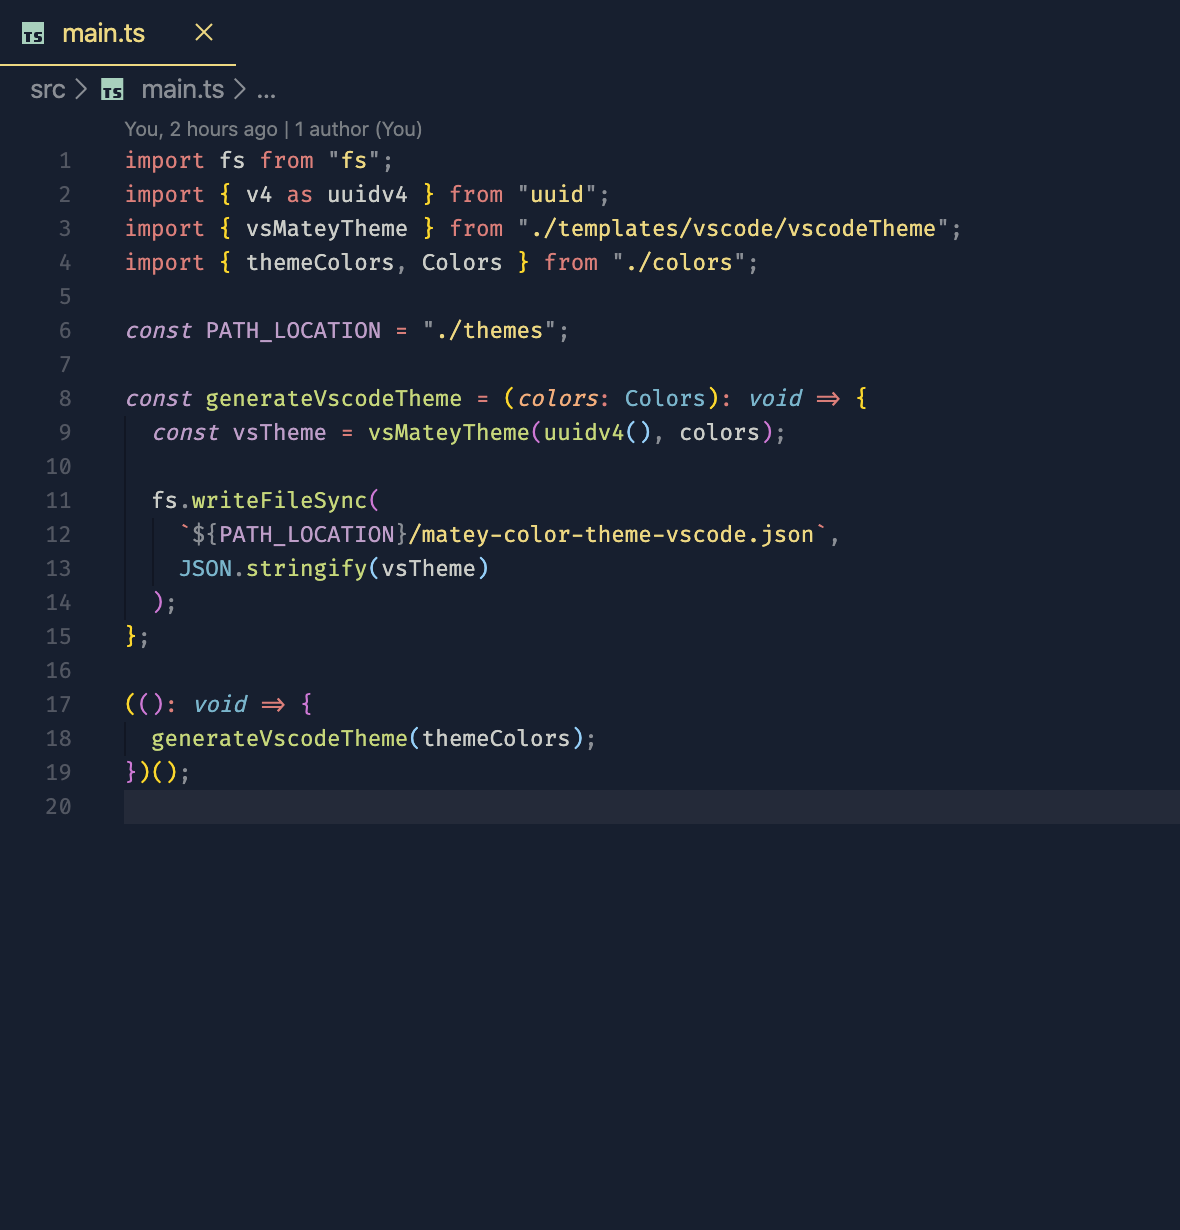 TS main.ts ×
src > TS main.ts > ...
You, 2 hours ago | 1 author (You)
1 import fs from "fs";
2 import { v4 as uuidv4 } from "uuid";
3 import { vsMateyTheme } from "./templates/vscode/vscodeTheme";
4 import { themeColors, Colors } from "./colors";
5
6 const PATH_LOCATION = "./themes";
7
8 const generateVscodeTheme = (colors: Colors): void => {
9   const vsTheme = vsMateyTheme(uuidv4(), colors);
10
11   fs.writeFileSync(
12     `${PATH_LOCATION}/matey-color-theme-vscode.json`,
13     JSON.stringify(vsTheme)
14   );
15 };
16
17 ((): void => {
18   generateVscodeTheme(themeColors);
19 })();
20